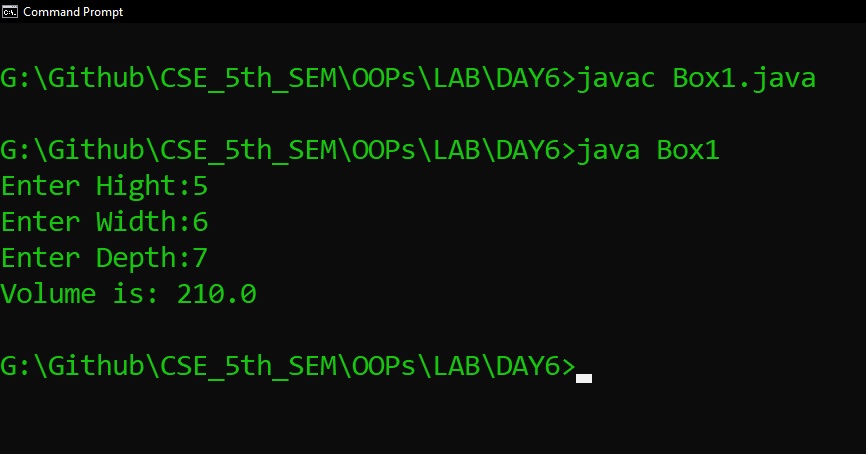 Command Prompt
G:\Github\CSE_5th_SEM\OOPs\LAB\DAY6>javac Box1.java
G:\Github\CSE_5th_SEM\OOPs\LAB\DAY6>java Box1
Enter Hight:5
Enter Width:6
Enter Depth:7
Volume is: 210.0
G:\Github\CSE_5th_SEM\OOPs\LAB\DAY6>